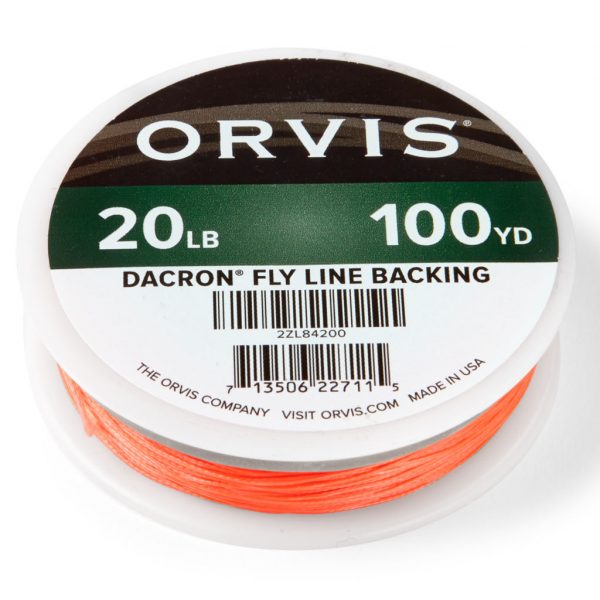 ORVIS®
20LB 100YD
DACRON® FLY LINE BACKING
2ZL84200
7 13506 22711 5
THE ORVIS COMPANY VISIT ORVIS.COM MADE IN USA